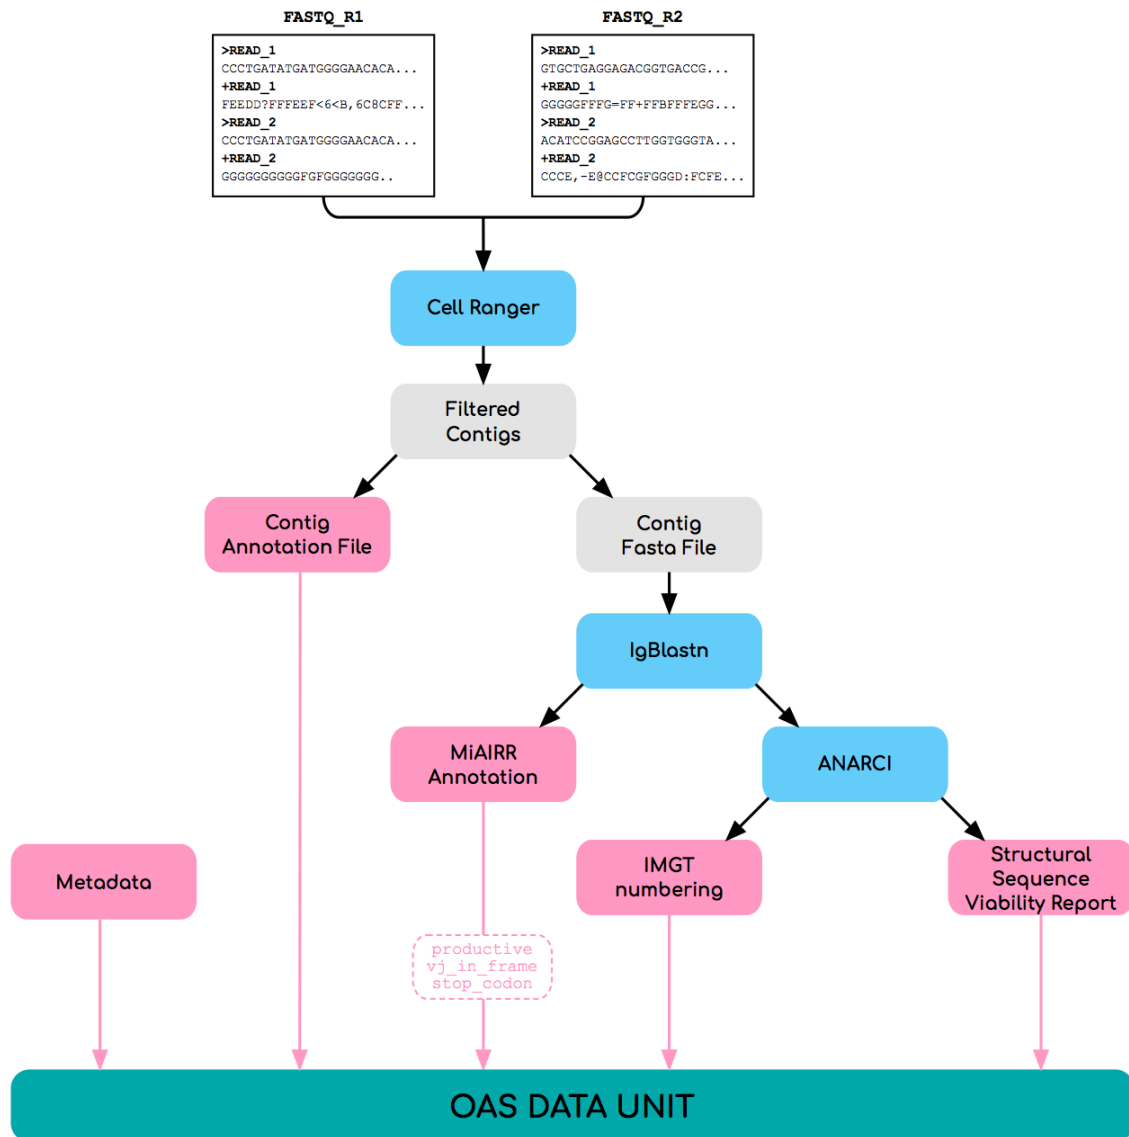 FASTQ_R1
>READ_1
CCCTGATATGATGGGGAACACA...
+READ_1
FEEDD?FFFEEF<6<B,6C8CFF...
>READ_2
CCCTGATATGATGGGGAACACA...
+READ_2
GGGGGGGGGGFGFGGGGGGG..
FASTQ_R2
>READ_1
GTGCTGAGGAGACGGTGACCG...
+READ_1
GGGGGFFFG=FF+FFBFFFEGG...
>READ_2
ACATCCGGAGCCTTGGTGGGTA...
+READ_2
CCCE,-E@CCFCGFGGGD:FCFE...
Cell Ranger
Filtered
Contigs
Contig
Annotation File
Contig
Fasta File
IgBlastn
MiAIRR
Annotation
ANARCI
Metadata
IMGT
numbering
Structural
Sequence
Viability Report
productive
vj_in_frame
stop_codon
OAS DATA UNIT